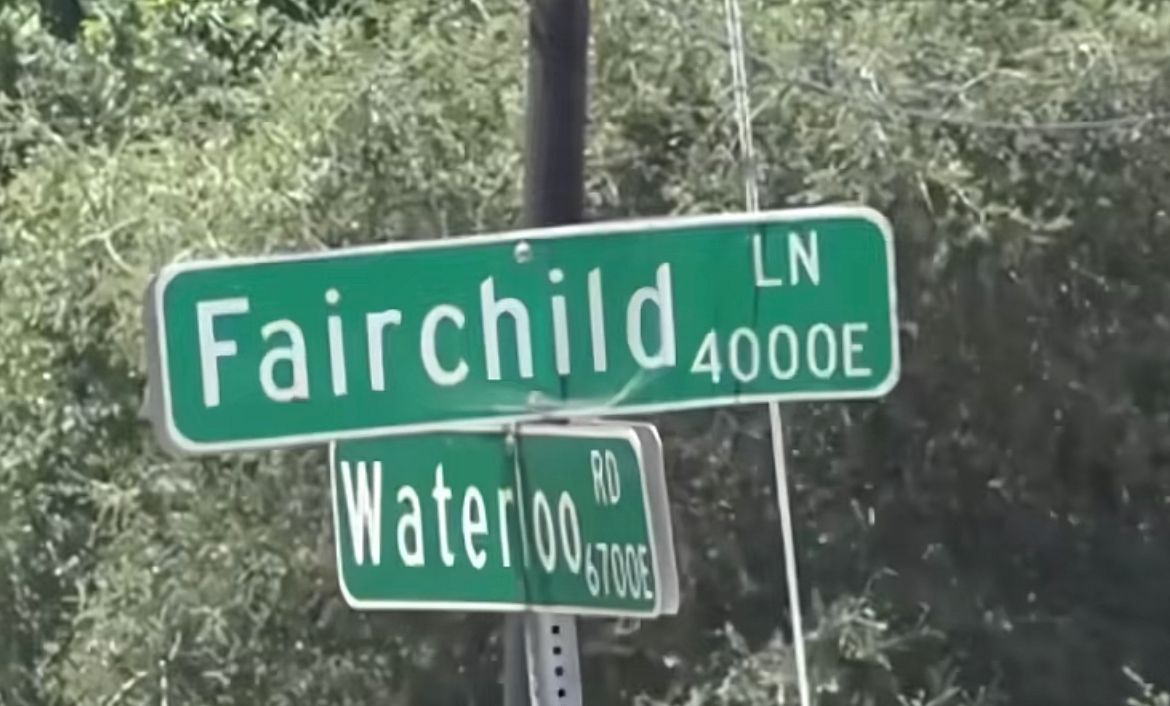 Fairchild LN
4000E
Waterloo RD
6700E